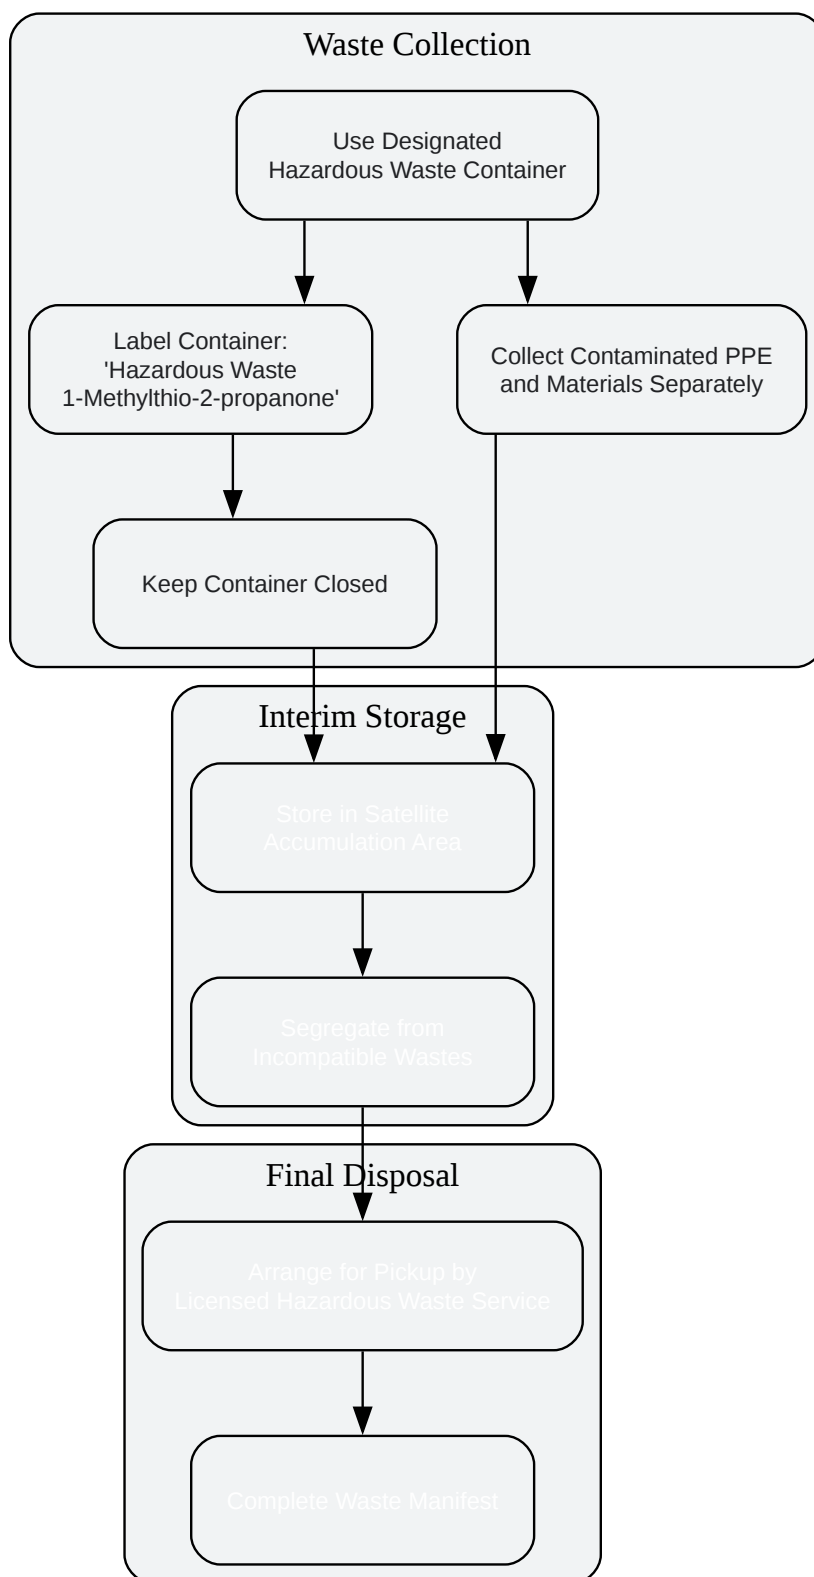 Waste Collection
Use Designated
Hazardous Waste Container
Label Container:
'Hazardous Waste
1-Methylthio-2-propanone'
Collect Contaminated PPE
and Materials Separately
Keep Container Closed
Interim Storage
Store in Satellite
Accumulation Area
Segregate from
Incompatible Wastes
Final Disposal
Arrange for Pickup by
Licensed Hazardous Waste Service
Complete Waste Manifest